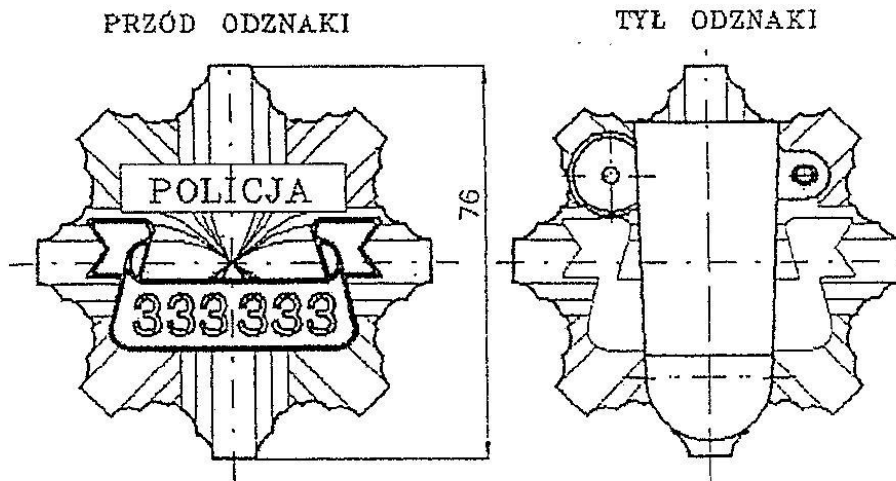 PRZÓD ODZNAKI
TYŁ ODZNAKI
POLICJA
76
333333